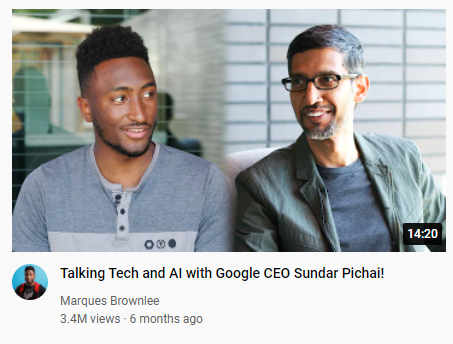 14:20
Talking Tech and AI with Google CEO Sundar Pichai!
Marques Brownlee
3.4M views · 6 months ago